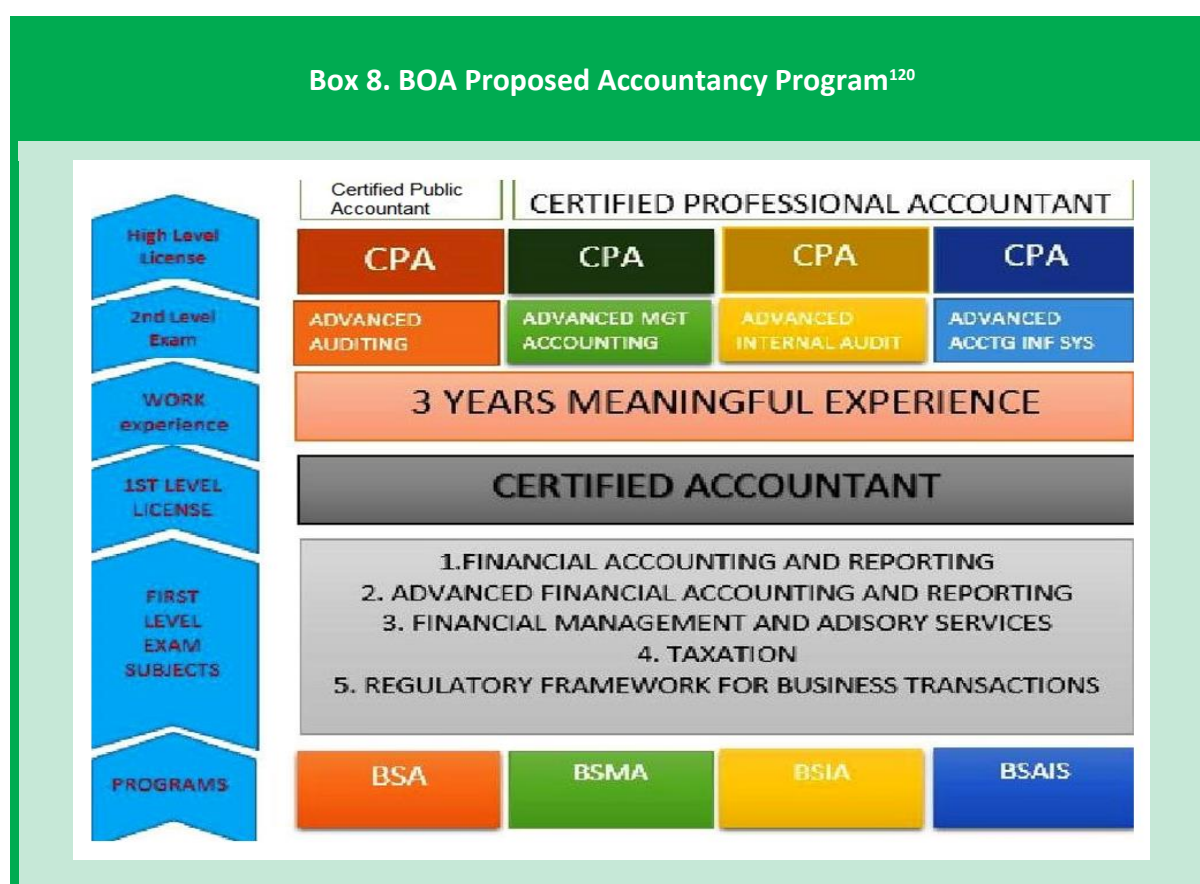 Box 8. BOA Proposed Accountancy Program120
Certified Public
Accountant
CERTIFIED PROFESSIONAL ACCOUNTANT
High Level
License
CPA
CPA
CPA
CPA
2nd Level
Exam
ADVANCED
AUDITING
ADVANCED MGT
ACCOUNTING
ADVANCED
INTERNAL AUDIT
ADVANCED
ACCTG INF SYS
WORK
experience
3 YEARS MEANINGFUL EXPERIENCE
1ST LEVEL
LICENSE
CERTIFIED ACCOUNTANT
FIRST
LEVEL
EXAM
SUBJECTS
1.FINANCIAL ACCOUNTING AND REPORTING
2. ADVANCED FINANCIAL ACCOUNTING AND REPORTING
3. FINANCIAL MANAGEMENT AND ADISORY SERVICES
4. TAXATION
5. REGULATORY FRAMEWORK FOR BUSINESS TRANSACTIONS
PROGRAMS
BSA
BSMA
BSIA
BSAIS